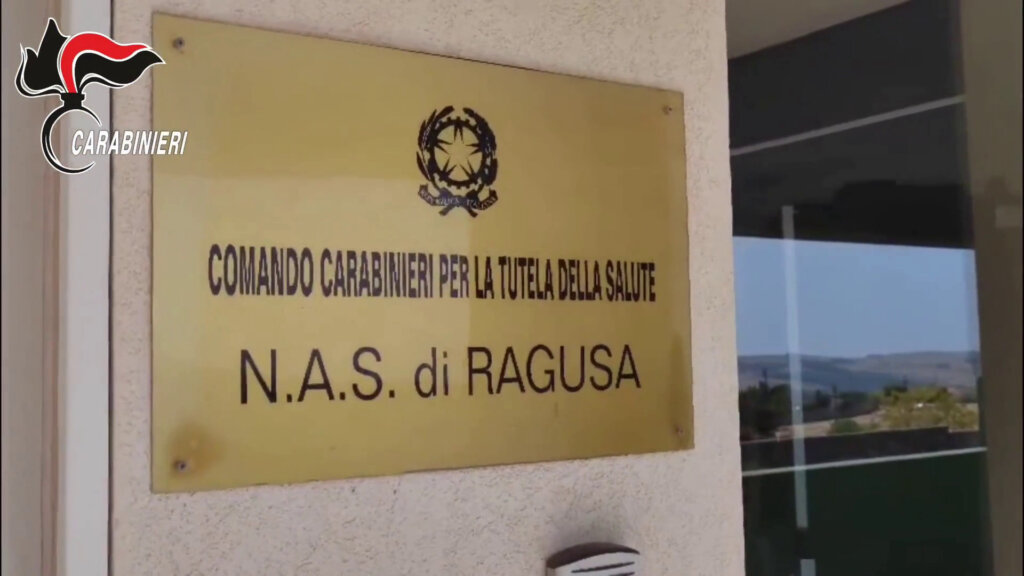 CARABINIERI
COMANDO CARABINIERI PER LA TUTELA DELLA SALUTE
N.A.S. di RAGUSA